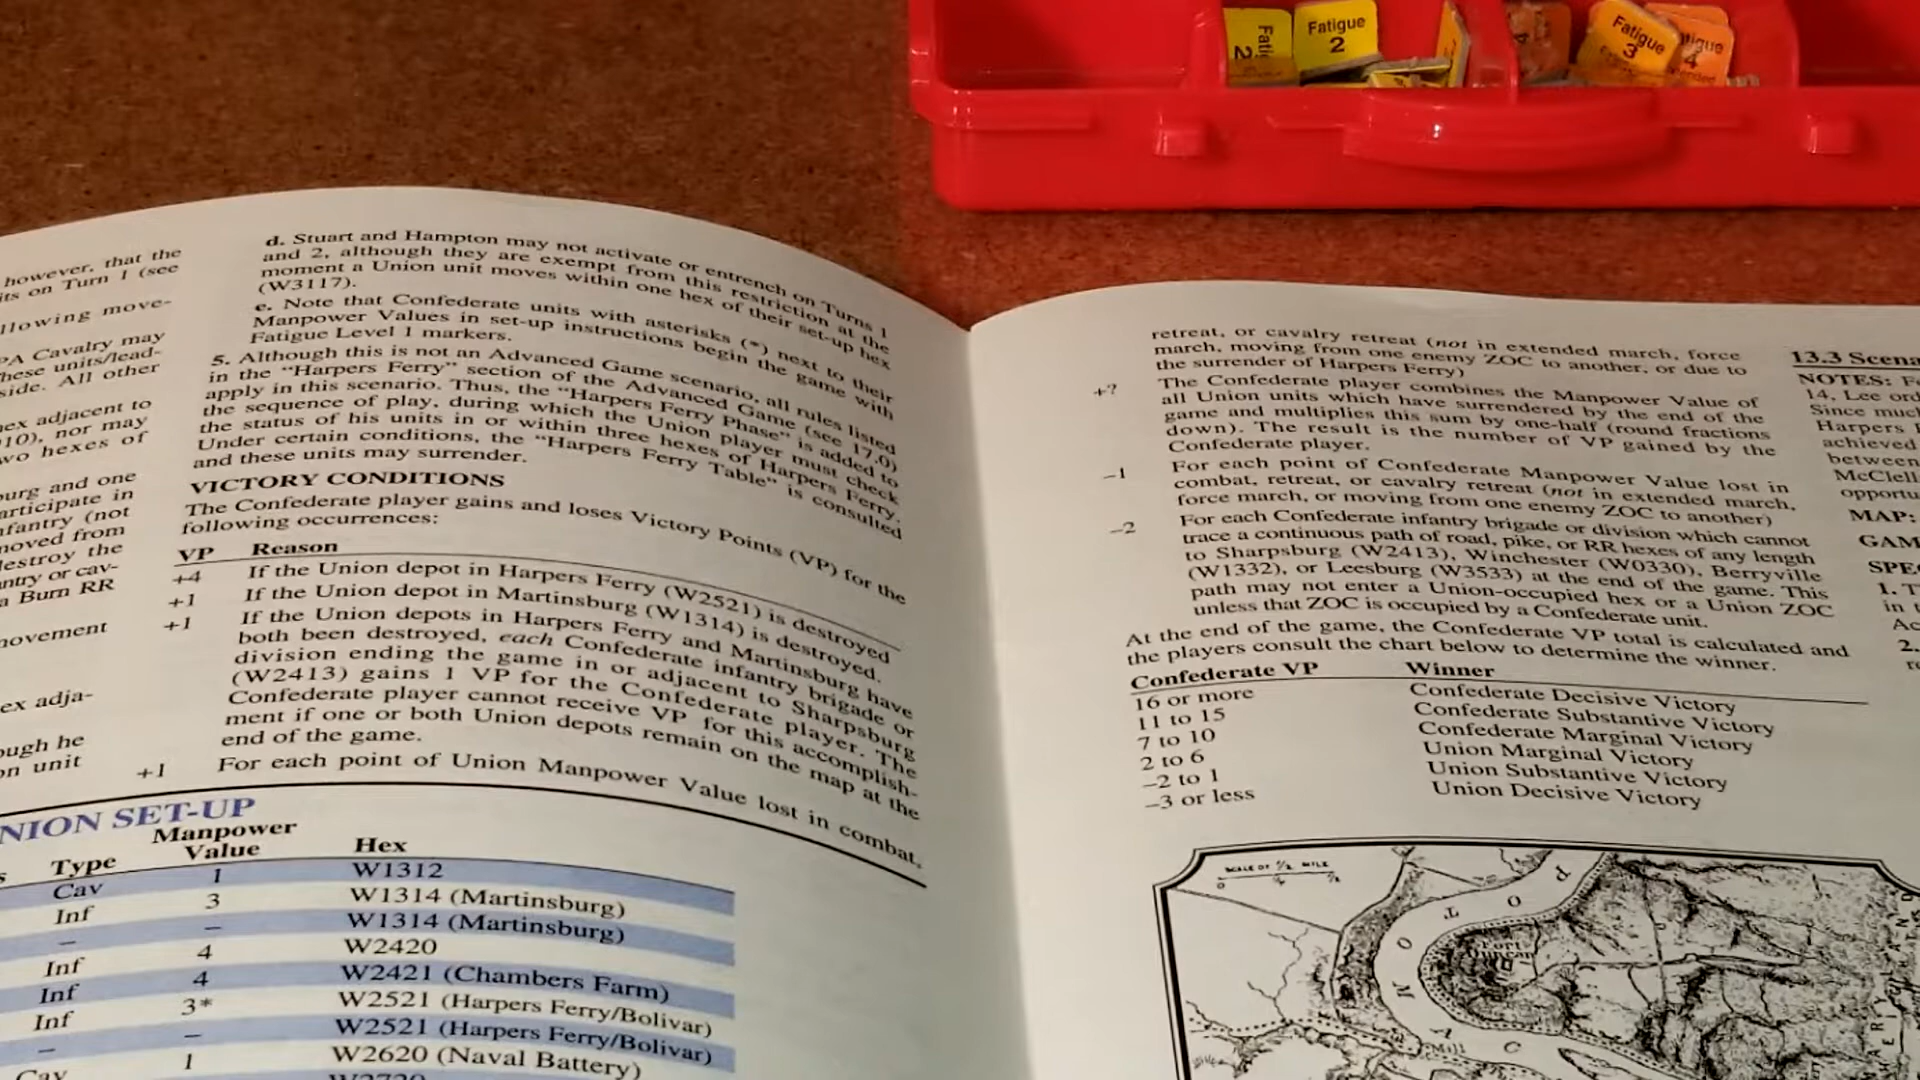 Fatigue
2
Fati
2
Fatigue
3
tigue
4
however, that the
its on Turn 1 (see
llowing move-
PA Cavalry may
hese units/lead-
side. All other
hex adjacent to
10), nor may
wo hexes of
burg and one
articipate in
nfantry (not
moved from
destroy the
antry or cav-
a Burn RR
movement
ex adja-
ough he
on unit
d. Stuart and Hampton may not activate or entrench on Turns 1
and 2, although they are exempt from this restriction at the
moment a Union unit moves within one hex of their set-up hex
(W3117).
e. Note that Confederate units with asterisks (*) next to their
Manpower Values in set-up instructions begin the game with
Fatigue Level 1 markers.
5. Although this is not an Advanced Game scenario, all rules listed
in the "Harpers Ferry" section of the Advanced Game (see 17.0)
apply in this scenario. Thus, the "Harpers Ferry Phase" is added to
the sequence of play, during which the Union player must check
the status of his units in or within three hexes of Harpers Ferry.
Under certain conditions, the "Harpers Ferry Table" is consulted
and these units may surrender.
VICTORY CONDITIONS
The Confederate player gains and loses Victory Points (VP) for the
following occurrences:
VP Reason
+4 If the Union depot in Harpers Ferry (W2521) is destroyed
+1 If the Union depot in Martinsburg (W1314) is destroyed.
+1 If the Union depots in Harpers Ferry and Martinsburg have
both been destroyed, each Confederate infantry brigade or
division ending the game in or adjacent to Sharpsburg
(W2413) gains 1 VP for the Confederate player. The
Confederate player cannot receive VP for this accomplish-
ment if one or both Union depots remain on the map at the
end of the game.
+1 For each point of Union Manpower Value lost in combat,
NION SET-UP
Type Manpower Value Hex
Cav 1 W1312
Inf 3 W1314 (Martinsburg)
– – W1314 (Martinsburg)
Inf 4 W2420
Inf 4 W2421 (Chambers Farm)
Inf 3* W2521 (Harpers Ferry/Bolivar)
– – W2521 (Harpers Ferry/Bolivar)
Cav 1 W2620 (Naval Battery)
retreat, or cavalry retreat (not in extended march, force
march, moving from one enemy ZOC to another, or due to
the surrender of Harpers Ferry)
+? The Confederate player combines the Manpower Value of
all Union units which have surrendered by the end of the
game and multiplies this sum by one-half (round fractions
down). The result is the number of VP gained by the
Confederate player.
–1 For each point of Confederate Manpower Value lost in
combat, retreat, or cavalry retreat (not in extended march,
force march, or moving from one enemy ZOC to another)
–2 For each Confederate infantry brigade or division which cannot
trace a continuous path of road, pike, or RR hexes of any length
to Sharpsburg (W2413), Winchester (W0330), Berryville
(W1332), or Leesburg (W3533) at the end of the game. This
path may not enter a Union-occupied hex or a Union ZOC
unless that ZOC is occupied by a Confederate unit.
At the end of the game, the Confederate VP total is calculated and
the players consult the chart below to determine the winner.
Confederate VP Winner
16 or more Confederate Decisive Victory
11 to 15 Confederate Substantive Victory
7 to 10 Confederate Marginal Victory
2 to 6 Union Marginal Victory
–2 to 1 Union Substantive Victory
–3 or less Union Decisive Victory
SCALE OF 1/2 MILE
P O T O M A C
Fort
Duncan
Mill
13.3 Scena
NOTES: F
14, Lee ord
Since muc
Harpers
achieved
between
McClell
opportu
MAP:
GAM
SPE
1. T
in t
Ac
2.